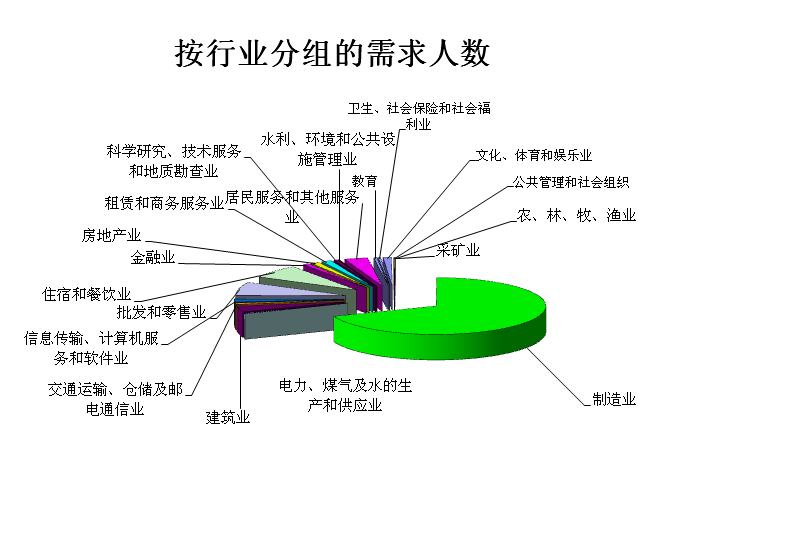 按行业分组的需求人数
卫生、社会保险和社会福
利业
科学研究、技术服务
和地质勘查业
水利、环境和公共设
施管理业
文化、体育和娱乐业
教育
公共管理和社会组织
租赁和商务服务业
居民服务和其他服务
业
农、林、牧、渔业
房地产业
采矿业
金融业
住宿和餐饮业
批发和零售业
信息传输、计算机服
务和软件业
交通运输、仓储及邮
电通信业
建筑业
电力、煤气及水的生
产和供应业
制造业